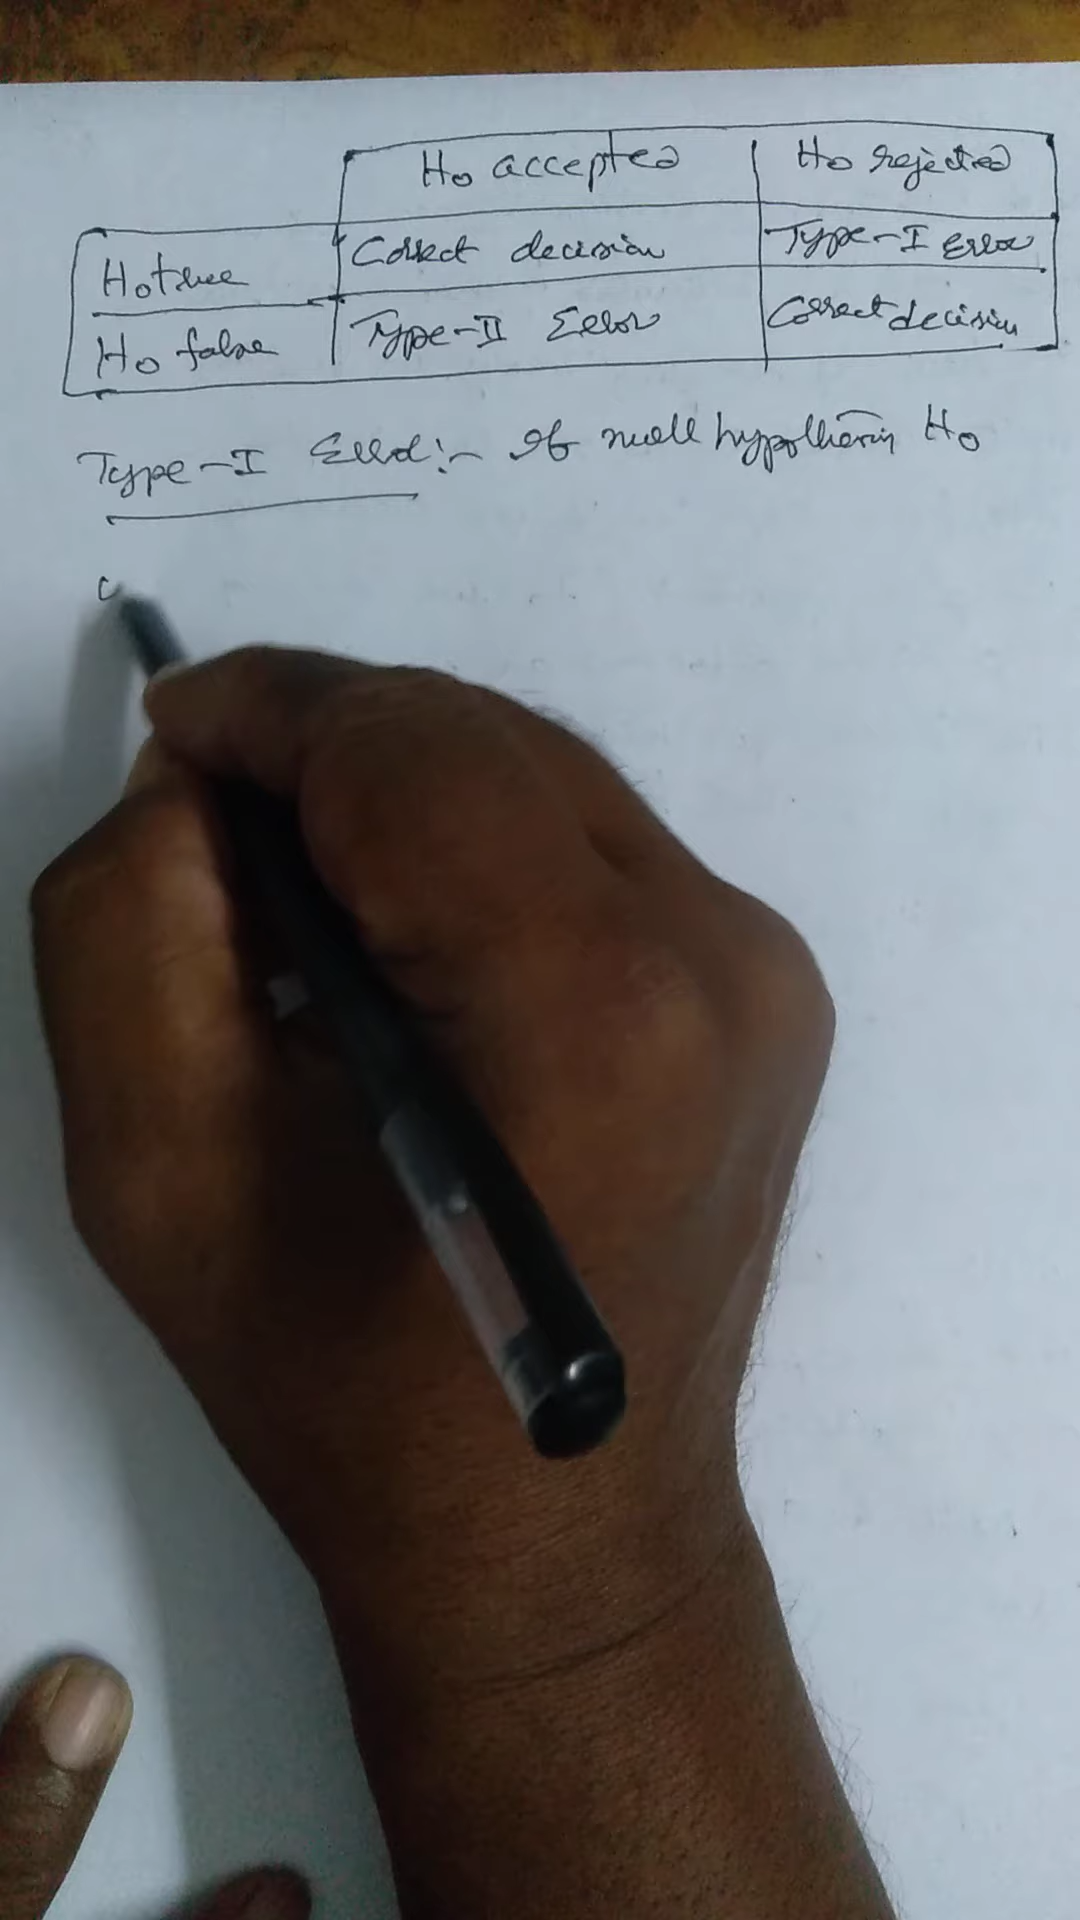 Ho accepted Ho rejected
Ho true Correct decision Type-I Error
Ho false Type-II Error Correct decision
Type-I Error:- If null hypothesis Ho